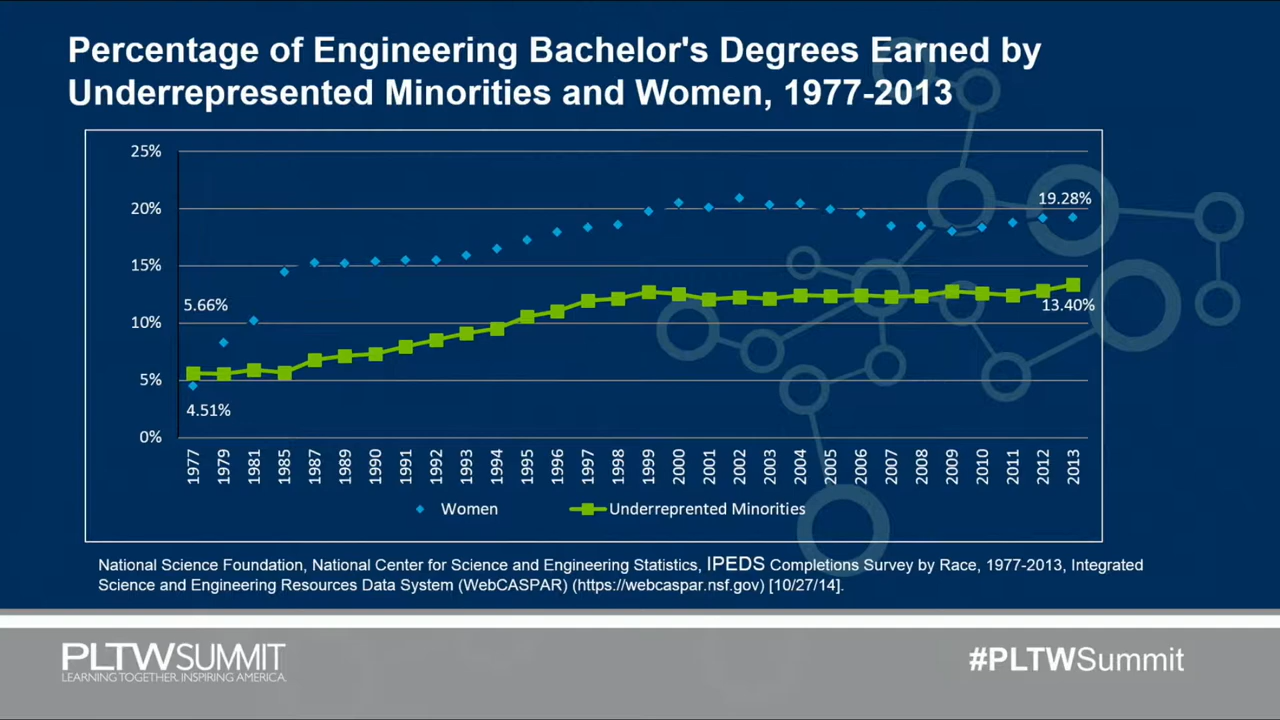 Percentage of Engineering Bachelor's Degrees Earned by
Underrepresented Minorities and Women, 1977-2013
25%
20%
15%
10%
5%
0%
19.28%
5.66%
13.40%
4.51%
1977 1979 1981 1985 1987 1989 1990 1991 1992 1993 1994 1995 1996 1997 1998 1999 2000 2001 2002 2003 2004 2005 2006 2007 2008 2009 2010 2011 2012 2013
Women Underreprented Minorities
National Science Foundation, National Center for Science and Engineering Statistics, IPEDS Completions Survey by Race, 1977-2013, Integrated
Science and Engineering Resources Data System (WebCASPAR) (https://webcaspar.nsf.gov) [10/27/14].
PLTW SUMMIT
LEARNING TOGETHER. INSPIRING AMERICA.
#PLTWSummit